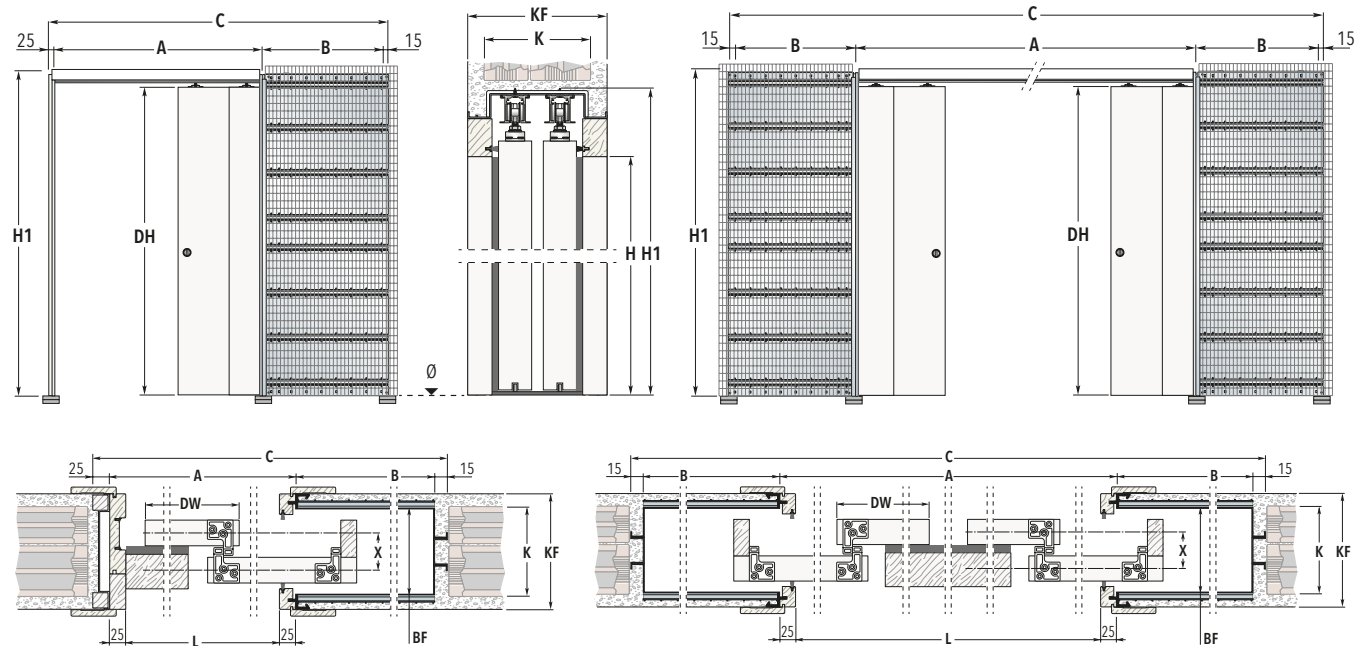 C
25 A B 15
H1
DH
KF
K
H H1
Ø
C
15 B A B 15
H1
DH
C
25 A B 15
DW
X
K KF
25 L 25 BF
C
15 B A B 15
DW
X
K KF
25 L 25 BF